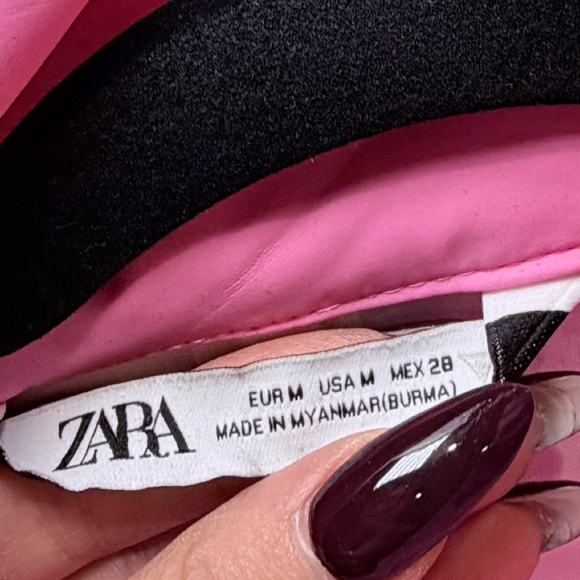 ZARA
EUR M USA M MEX 28
MADE IN MYANMAR(BURMA)